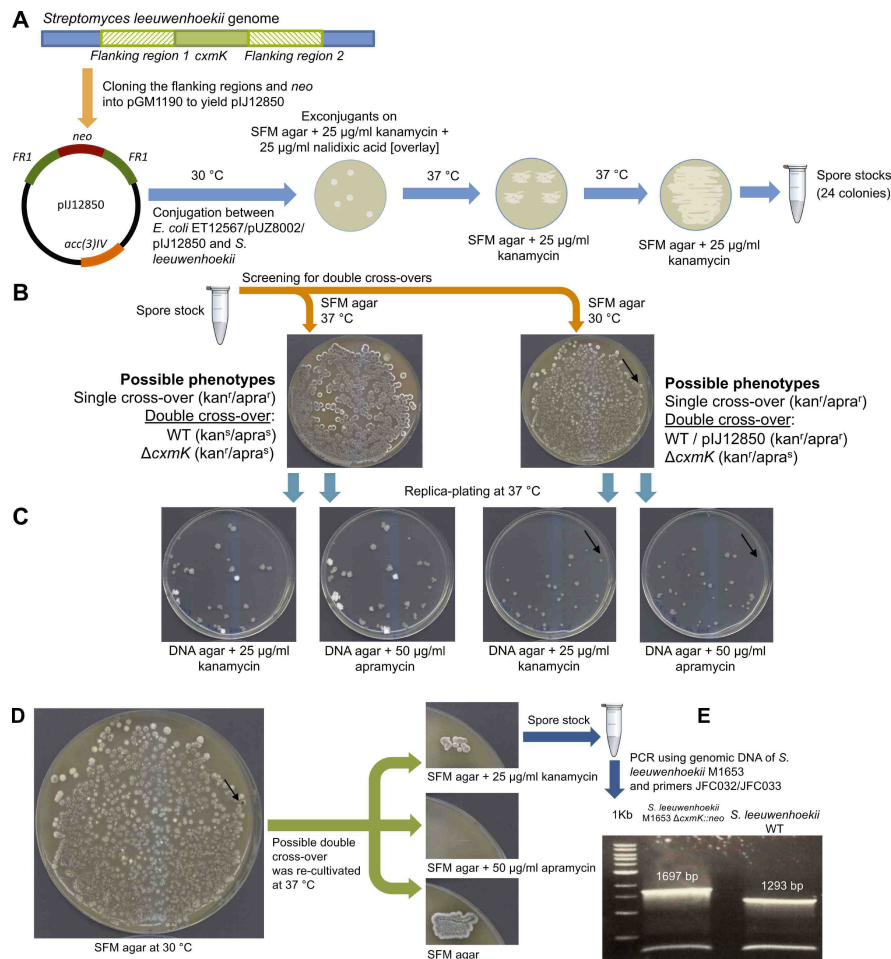 A
Streptomyces leeuwenhoekii genome
Flanking region 1 cxmK Flanking region 2
Cloning the flanking regions and neo
into pGM1190 to yield pIJ12850
neo
FR1
FR1
pIJ12850
acc(3)IV
30 °C
Conjugation between
E. coli ET12567/pUZ8002/
pIJ12850 and S.
leeuwenhoekii
Exconjugants on
SFM agar + 25 µg/ml kanamycin +
25 µg/ml nalidixic acid [overlay]
37 °C
SFM agar + 25 µg/ml
kanamycin
37 °C
SFM agar + 25 µg/ml
kanamycin
Spore stocks
(24 colonies)
B
Screening for double cross-overs
Spore stock
SFM agar
37 °C
SFM agar
30 °C
Possible phenotypes
Single cross-over (kanʳ/apraʳ)
Double cross-over:
WT (kanˢ/apraˢ)
ΔcxmK (kanʳ/apraˢ)
Possible phenotypes
Single cross-over (kanʳ/apraʳ)
Double cross-over:
WT / pIJ12850 (kanʳ/apraʳ)
ΔcxmK (kanʳ/apraˢ)
Replica-plating at 37 °C
C
DNA agar + 25 µg/ml
kanamycin
DNA agar + 50 µg/ml
apramycin
DNA agar + 25 µg/ml
kanamycin
DNA agar + 50 µg/ml
apramycin
D
SFM agar at 30 °C
Possible double
cross-over
was re-cultivated
at 37 °C
SFM agar + 25 µg/ml kanamycin
SFM agar + 50 µg/ml apramycin
SFM agar
Spore stock
E
PCR using genomic DNA of S.
leeuwenhoekii M1653
and primers JFC032/JFC033
1Kb
S. leeuwenhoekii
M1653 ΔcxmK::neo
S. leeuwenhoekii
WT
1697 bp
1293 bp